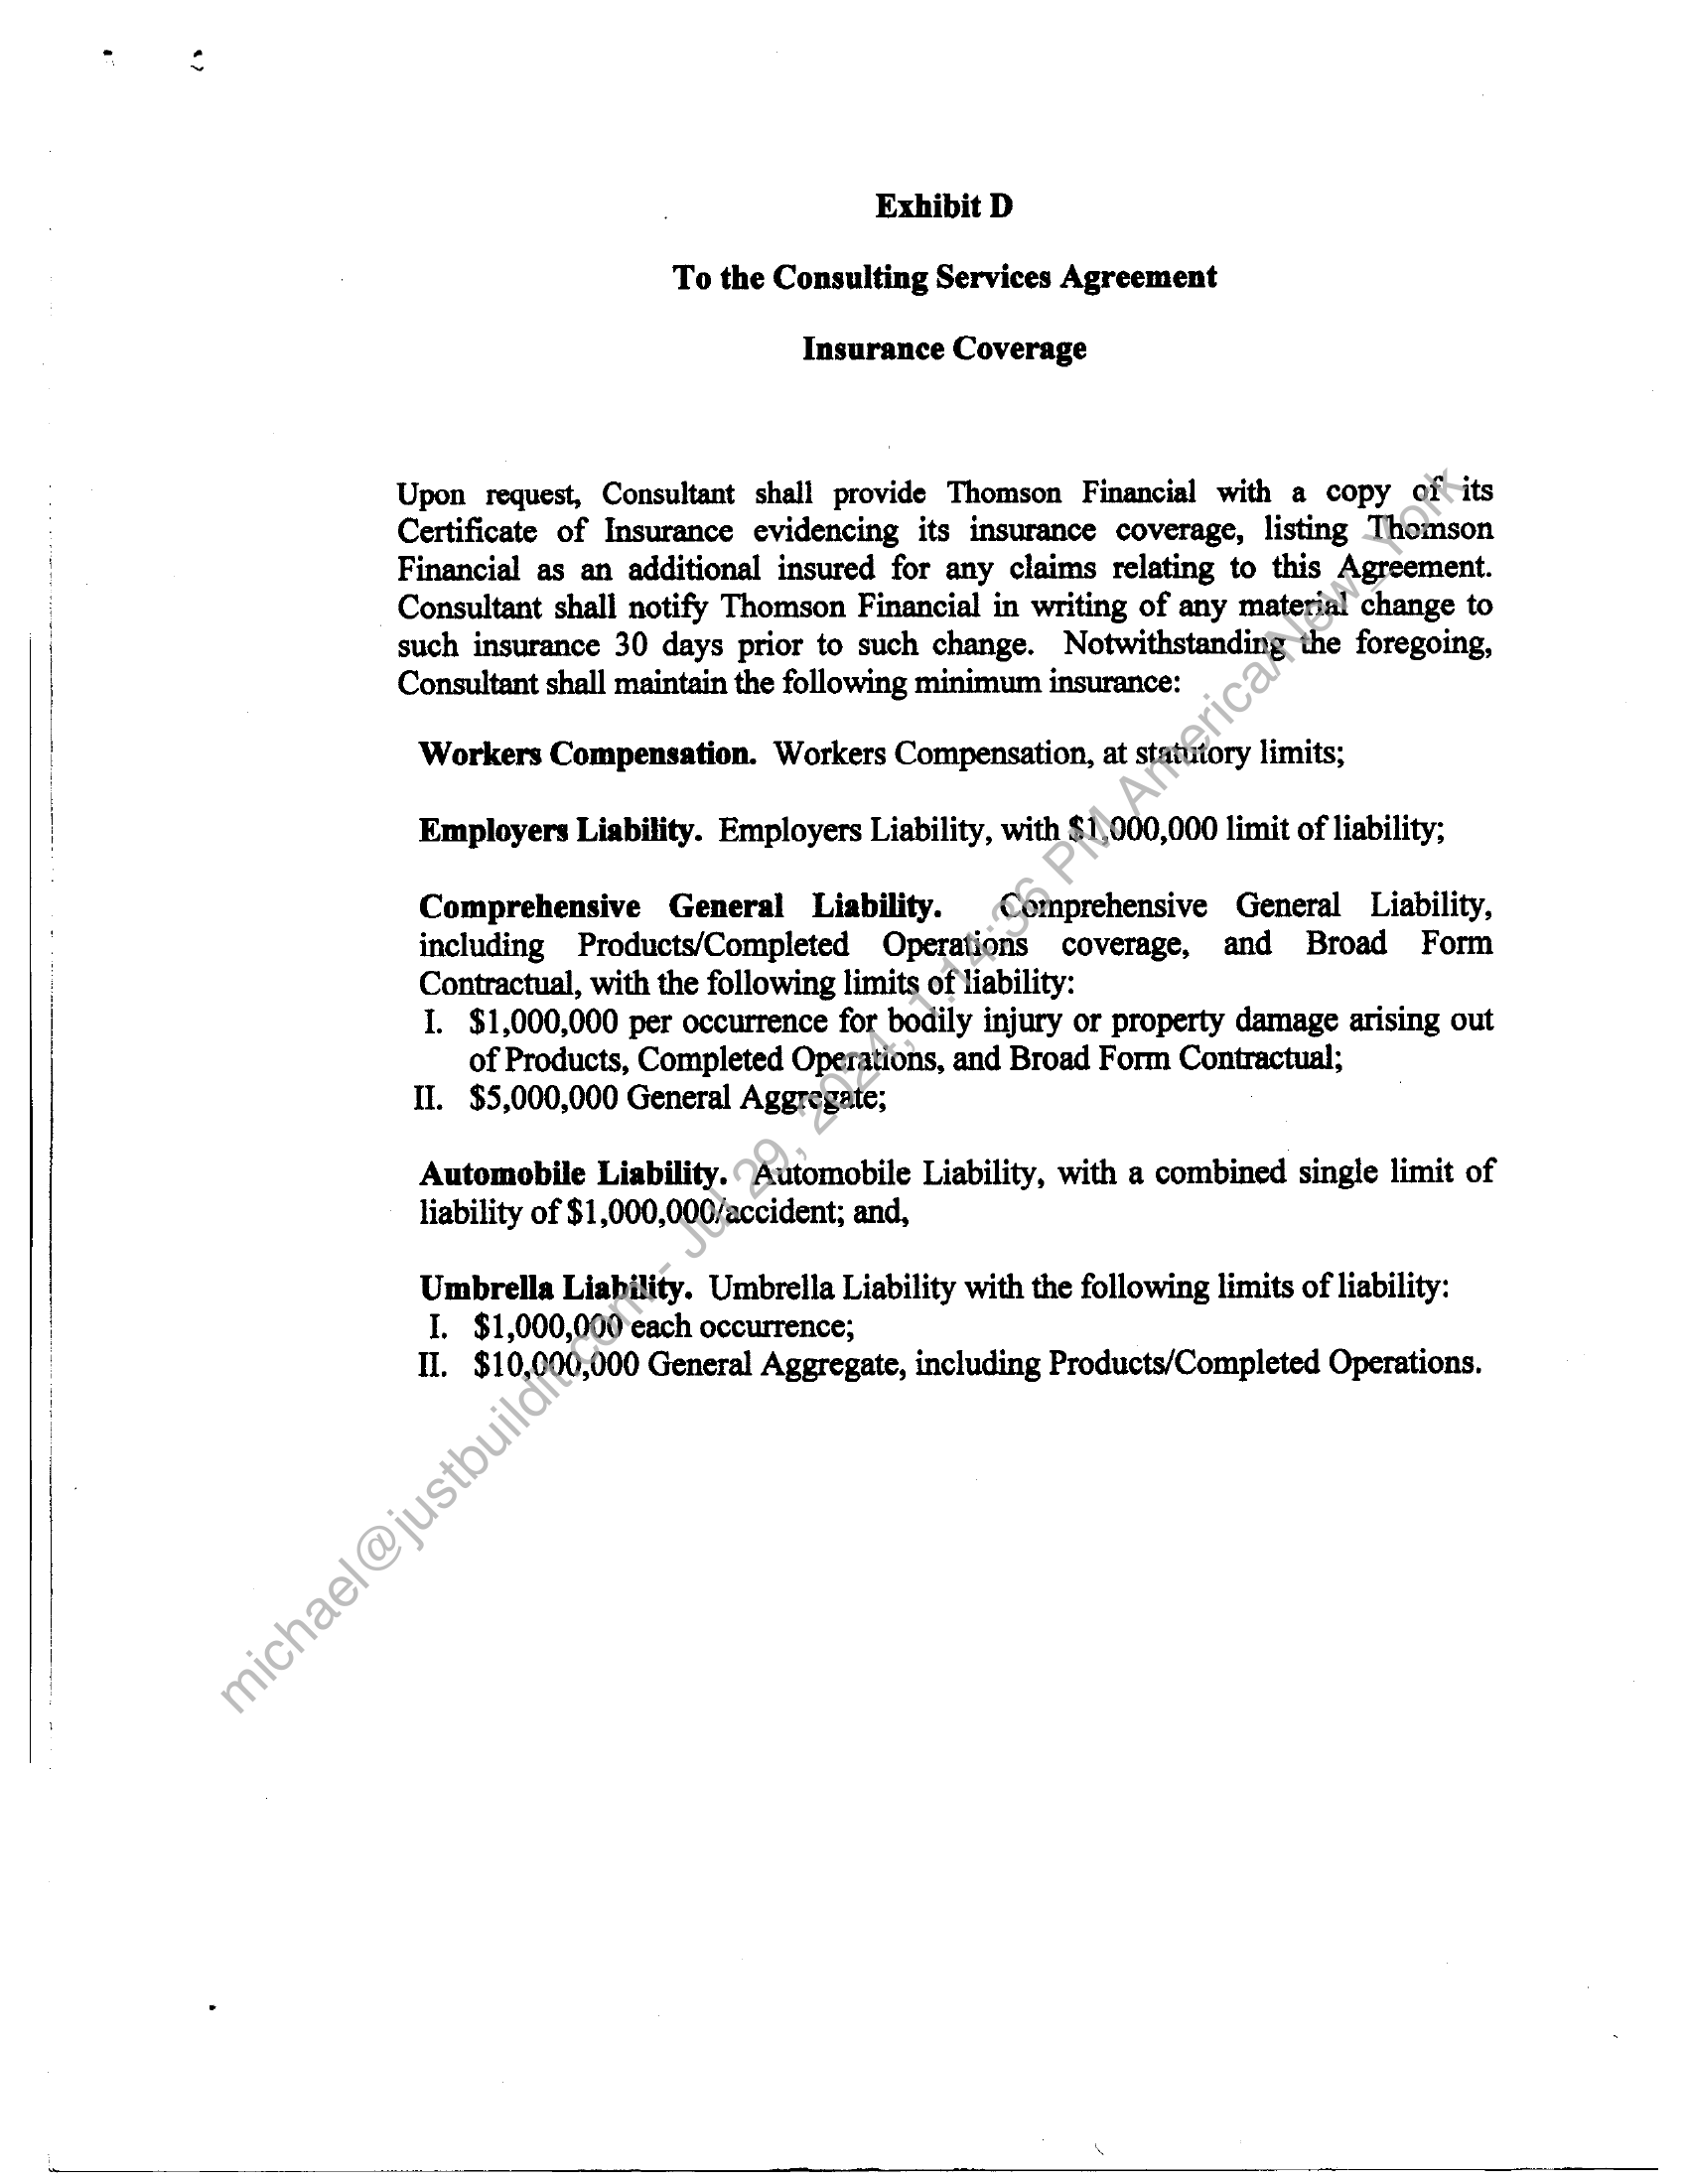 Exhibit D
To the Consulting Services Agreement
Insurance Coverage
Upon request, Consultant shall provide Thomson Financial with a copy of its
Certificate of Insurance evidencing its insurance coverage, listing Thomson
Financial as an additional insured for any claims relating to this Agreement.
Consultant shall notify Thomson Financial in writing of any material change to
such insurance 30 days prior to such change. Notwithstanding the foregoing,
Consultant shall maintain the following minimum insurance:
Workers Compensation. Workers Compensation, at statutory limits;
Employers Liability. Employers Liability, with $1,000,000 limit of liability;
Comprehensive General Liability. Comprehensive General Liability,
including Products/Completed Operations coverage, and Broad Form
Contractual, with the following limits of liability:
I. $1,000,000 per occurrence for bodily injury or property damage arising out
of Products, Completed Operations, and Broad Form Contractual;
II. $5,000,000 General Aggregate;
Automobile Liability. Automobile Liability, with a combined single limit of
liability of $1,000,000/accident; and,
Umbrella Liability. Umbrella Liability with the following limits of liability:
I. $1,000,000 each occurrence;
II. $10,000,000 General Aggregate, including Products/Completed Operations.
michael@justbuildit.com - Jul 29, 2024, 1:14:36 PM America/New_York